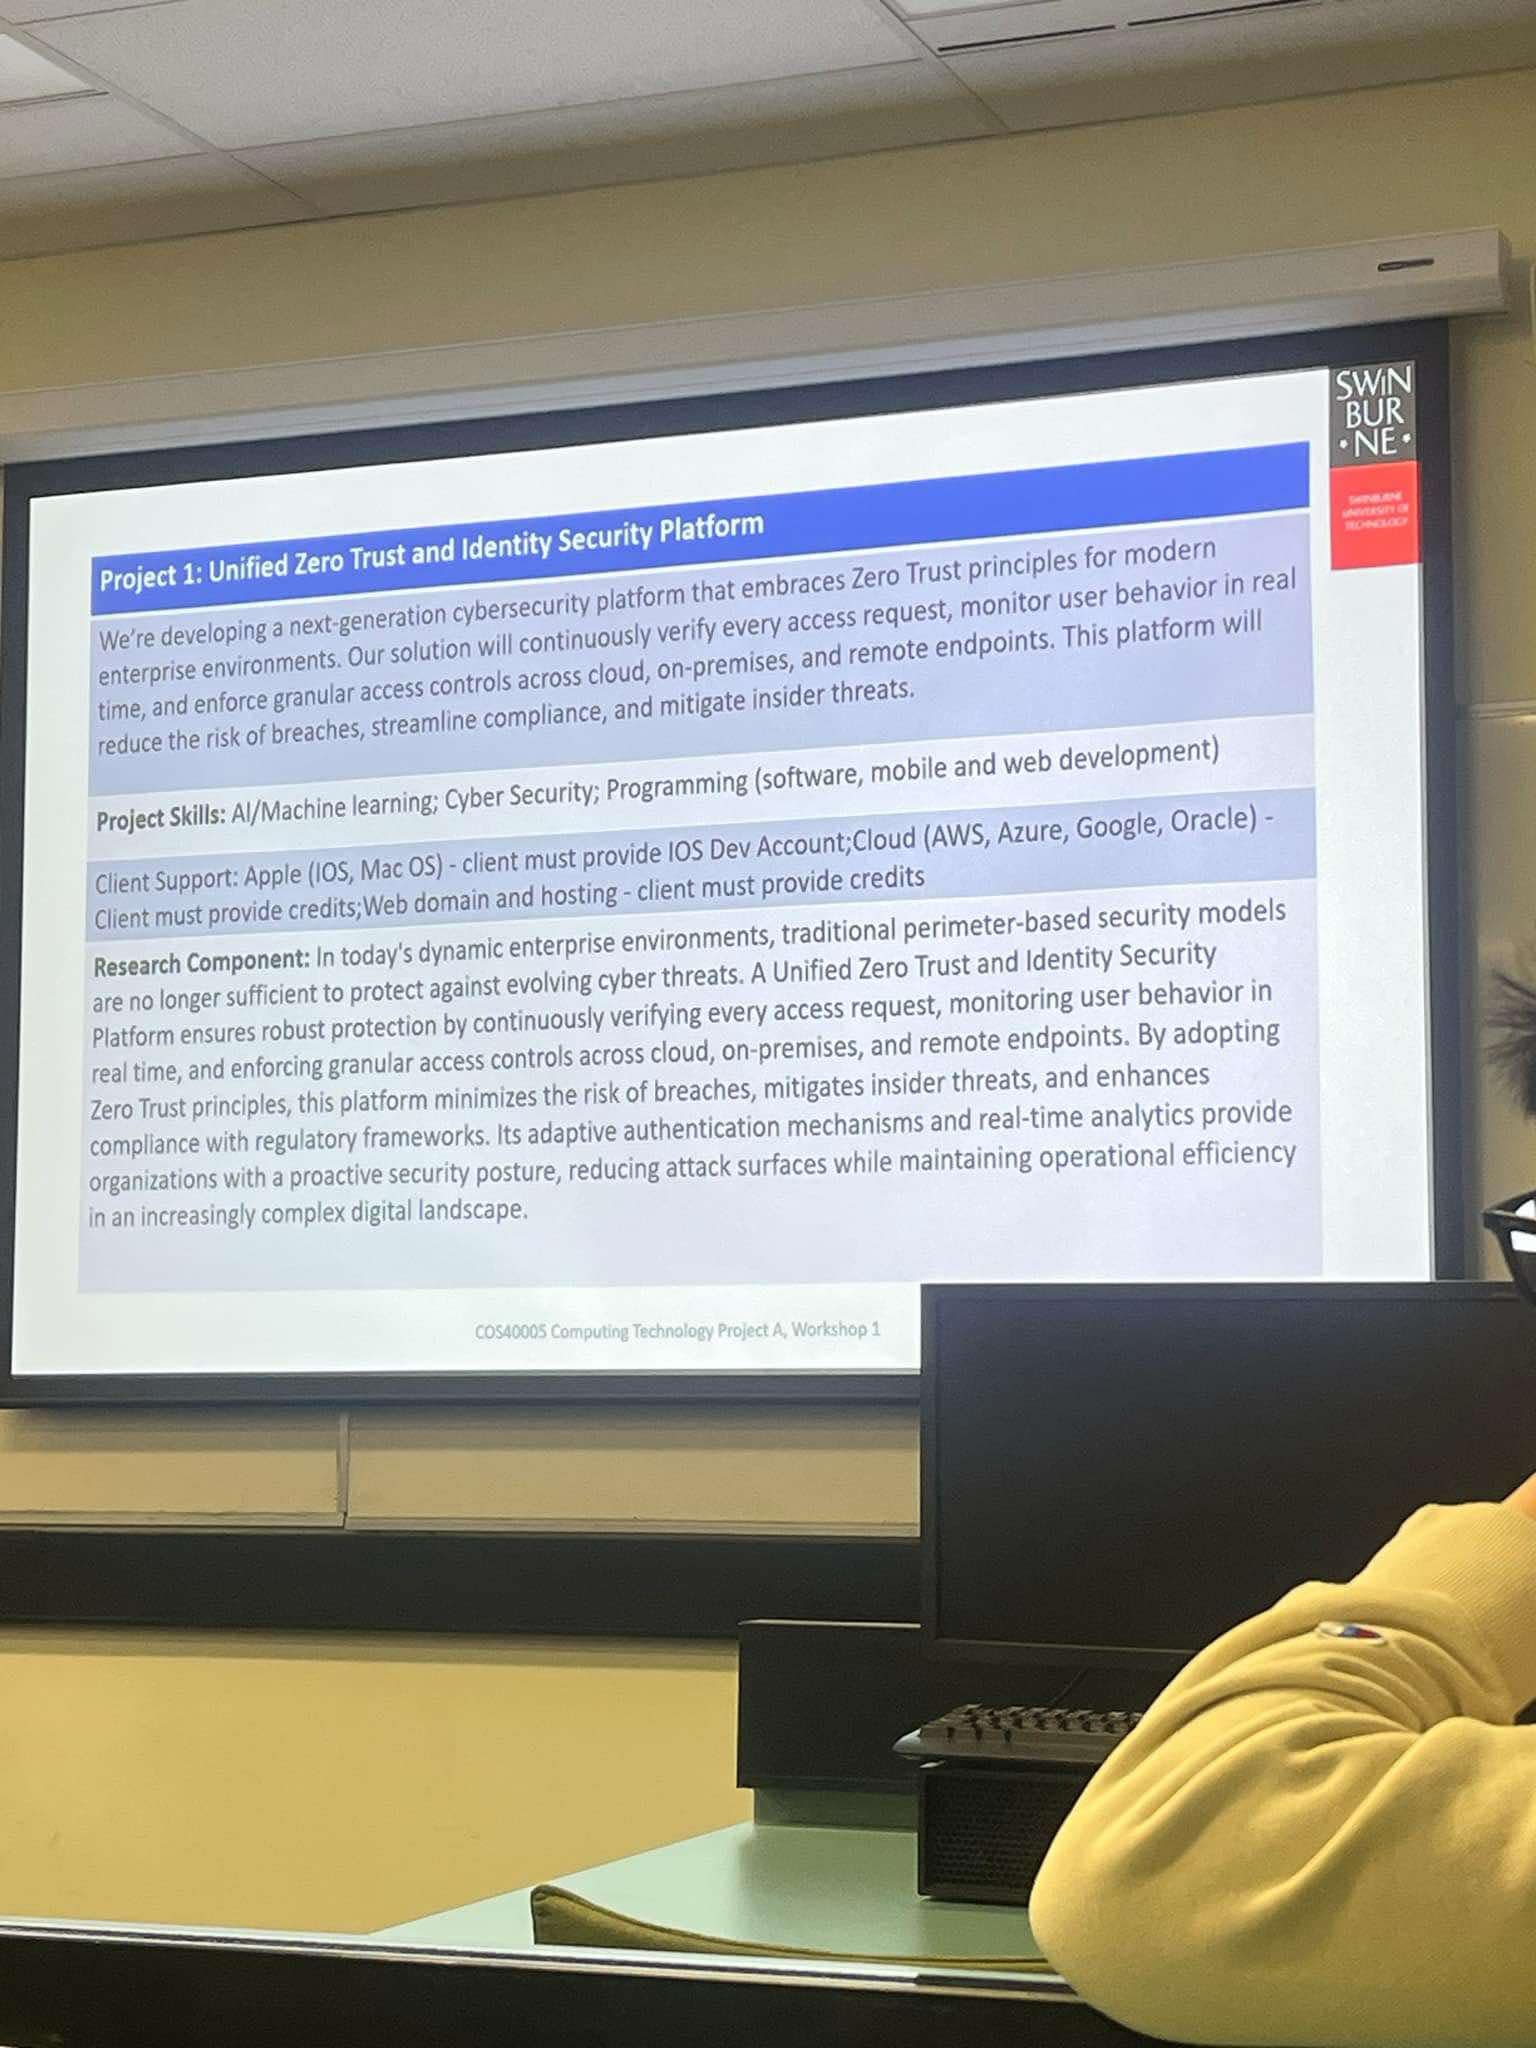 SWIN
BUR
•NE•
SWINBURNE
UNIVERSITY OF
TECHNOLOGY
Project 1: Unified Zero Trust and Identity Security Platform
We're developing a next-generation cybersecurity platform that embraces Zero Trust principles for modern
enterprise environments. Our solution will continuously verify every access request, monitor user behavior in real
time, and enforce granular access controls across cloud, on-premises, and remote endpoints. This platform will
reduce the risk of breaches, streamline compliance, and mitigate insider threats.
Project Skills: AI/Machine learning; Cyber Security; Programming (software, mobile and web development)
Client Support: Apple (IOS, Mac OS) - client must provide IOS Dev Account;Cloud (AWS, Azure, Google, Oracle) -
Client must provide credits;Web domain and hosting - client must provide credits
Research Component: In today's dynamic enterprise environments, traditional perimeter-based security models
are no longer sufficient to protect against evolving cyber threats. A Unified Zero Trust and Identity Security
Platform ensures robust protection by continuously verifying every access request, monitoring user behavior in
real time, and enforcing granular access controls across cloud, on-premises, and remote endpoints. By adopting
Zero Trust principles, this platform minimizes the risk of breaches, mitigates insider threats, and enhances
compliance with regulatory frameworks. Its adaptive authentication mechanisms and real-time analytics provide
organizations with a proactive security posture, reducing attack surfaces while maintaining operational efficiency
in an increasingly complex digital landscape.
COS40005 Computing Technology Project A, Workshop 1